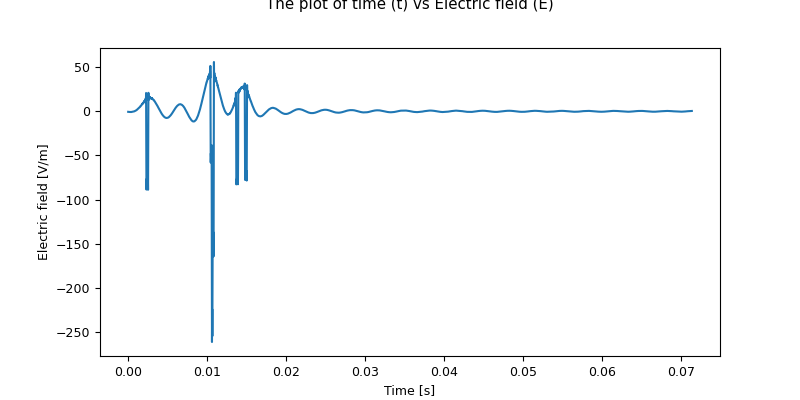 The plot of time (t) vs Electric field (E)
50
0
−50
−100
−150
−200
−250
Electric field [V/m]
0.00 0.01 0.02 0.03 0.04 0.05 0.06 0.07
Time [s]